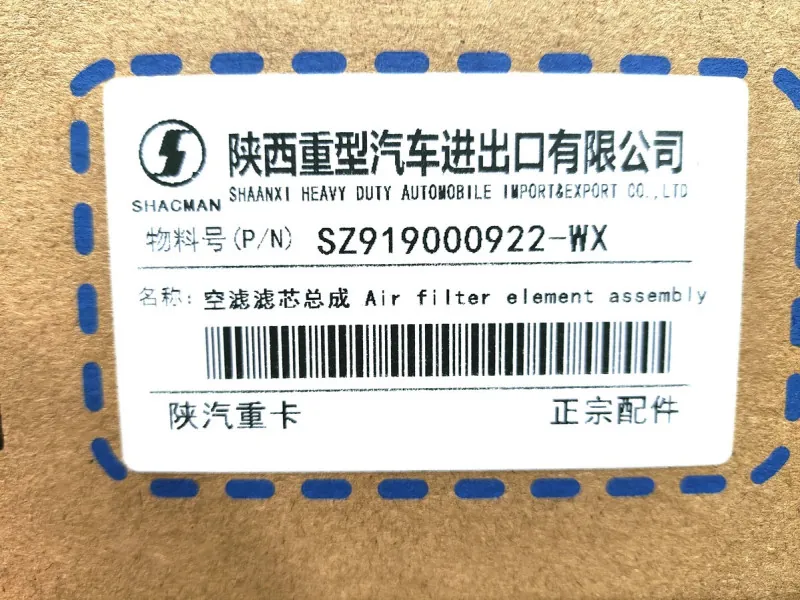 陕西重型汽车进出口有限公司
SHAANXI HEAVY DUTY AUTOMOBILE IMPORT&EXPORT CO.,LTD
SHACMAN
物料号(P/N) SZ919000922-WX
名称: 空滤滤芯总成 Air filter element assembly
陕汽重卡 正宗配件